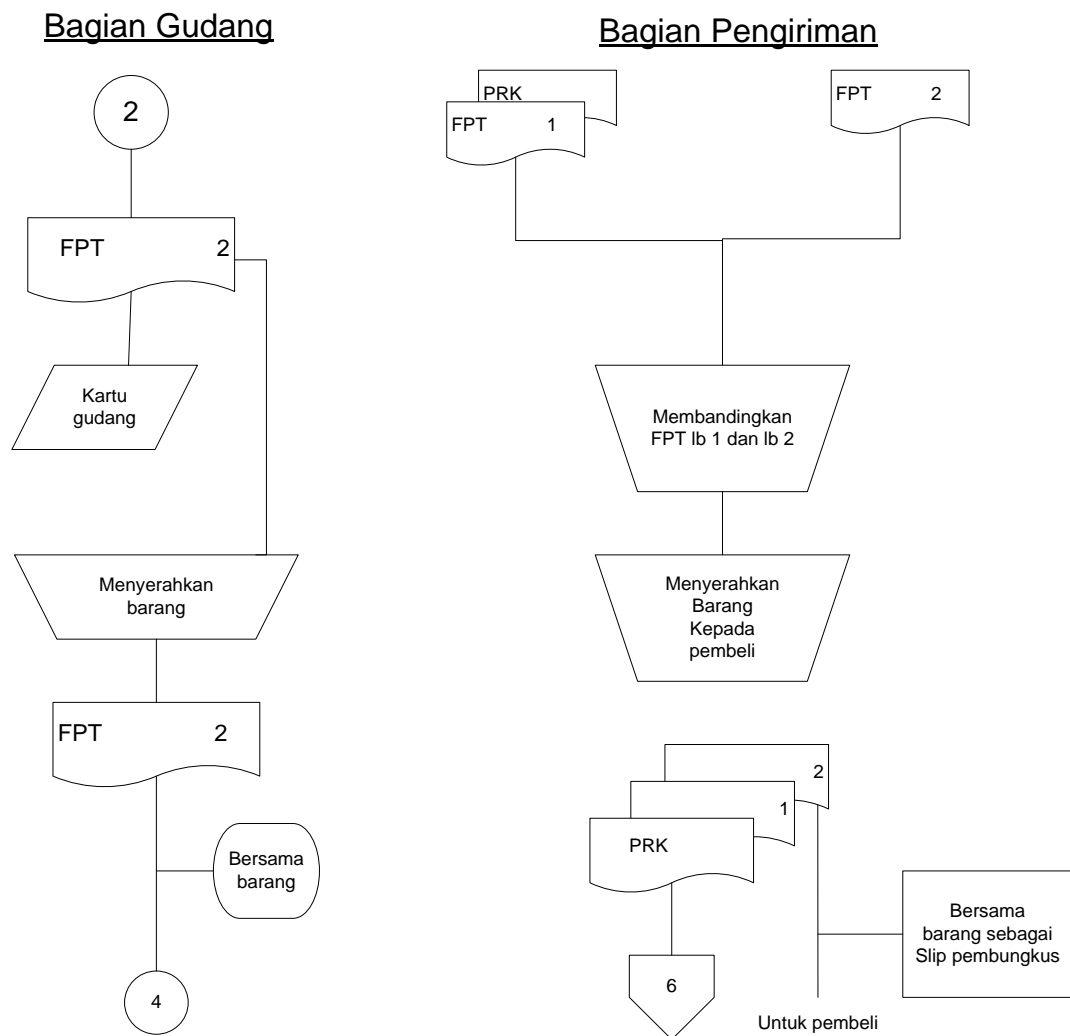 Bagian Gudang
2
FPT 2
Kartu
gudang
Menyerahkan
barang
FPT 2
Bersama
barang
4
Bagian Pengiriman
PRK
FPT 1
FPT 2
Membandingkan
FPT lb 1 dan lb 2
Menyerahkan
Barang
Kepada
pembeli
2
1
PRK
6
Bersama
barang sebagai
Slip pembungkus
Untuk pembeli